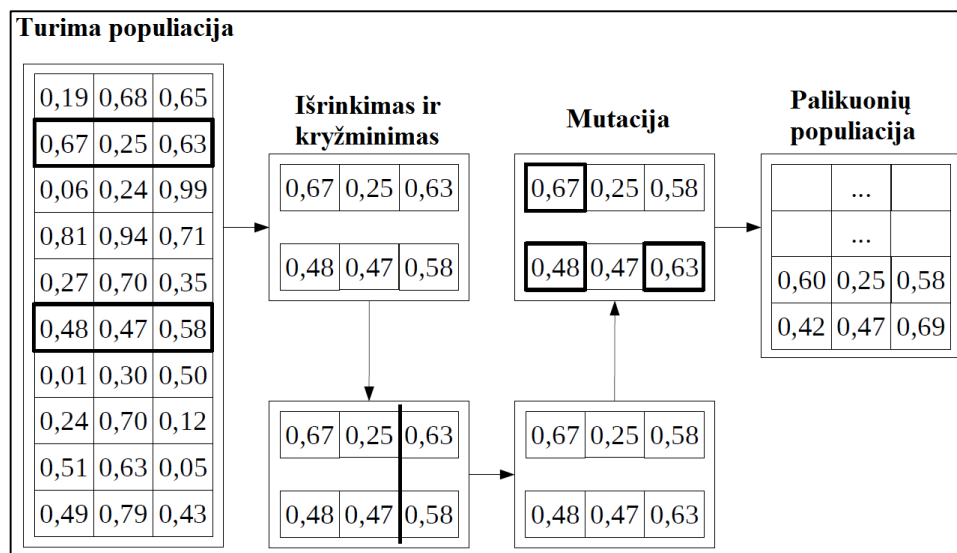 Turima populiacija
0,19 0,68 0,65
0,67 0,25 0,63
0,06 0,24 0,99
0,81 0,94 0,71
0,27 0,70 0,35
0,48 0,47 0,58
0,01 0,30 0,50
0,24 0,70 0,12
0,51 0,63 0,05
0,49 0,79 0,43
Išrinkimas ir
kryžminimas
0,67 0,25 0,63
0,48 0,47 0,58
0,67 0,25 0,63
0,48 0,47 0,58
0,67 0,25 0,58
0,48 0,47 0,63
Mutacija
0,67 0,25 0,58
0,48 0,47 0,63
Palikuonių
populiacija
...
...
0,60 0,25 0,58
0,42 0,47 0,69